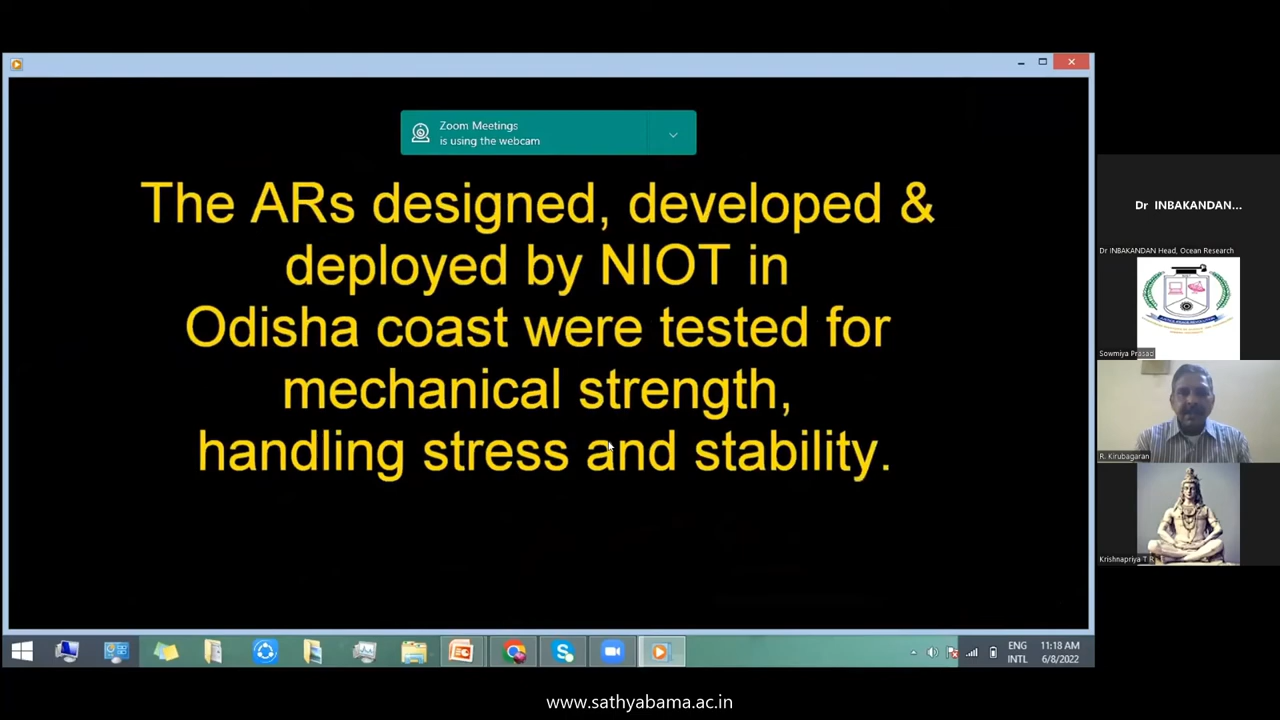 Zoom Meetings
is using the webcam
The ARs designed, developed &
deployed by NIOT in
Odisha coast were tested for
mechanical strength,
handling stress and stability.
Dr INBAKANDAN...
Dr INBAKANDAN Head, Ocean Research
Sowmiya Prasad
R. Kirubagaran
Krishnapriya T R
ENG
INTL
11:18 AM
6/8/2022
www.sathyabama.ac.in